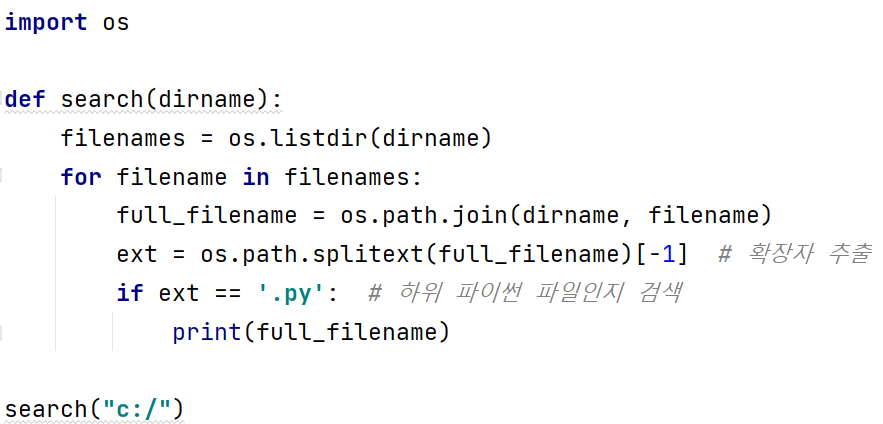 import os
def search(dirname):
    filenames = os.listdir(dirname)
    for filename in filenames:
        full_filename = os.path.join(dirname, filename)
        ext = os.path.splitext(full_filename)[-1]  # 확장자 추출
        if ext == '.py':  # 하위 파이썬 파일인지 검색
            print(full_filename)
search("c:/")